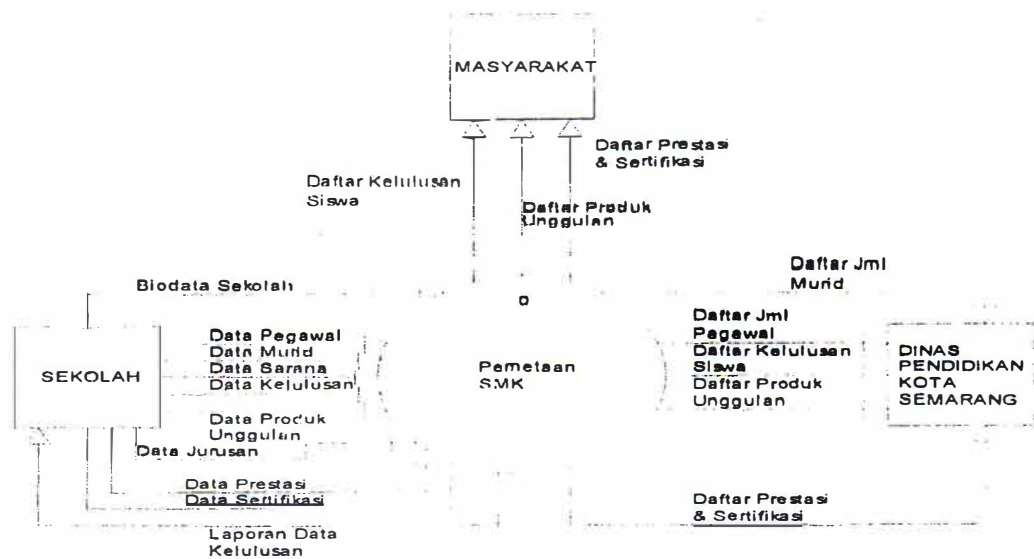 MASYARAKAT
Daftar Prestasi
& Sertifikasi
Daftar Kelulusan
Siswa
Daftar Produk
Unggulan
Daftar Jml
Murid
Biodata Sekolah
0
SEKOLAH
Data Pegawai
Data Murid
Data Sarana
Data Kejulusan
Data Produk
Unggulan
Data Jurusan
Data Prestasi
Data Sertifikasi
Laporan Data
Kelulusan
Pemetaan
SMK
Daftar Jml
Pegawai
Daftar Kelulusan
Siswa
Daftar Produk
Unggulan
DINAS
PENDIDIKAN
KOTA
SEMARANG
Daftar Prestasi
& Sertifikasi